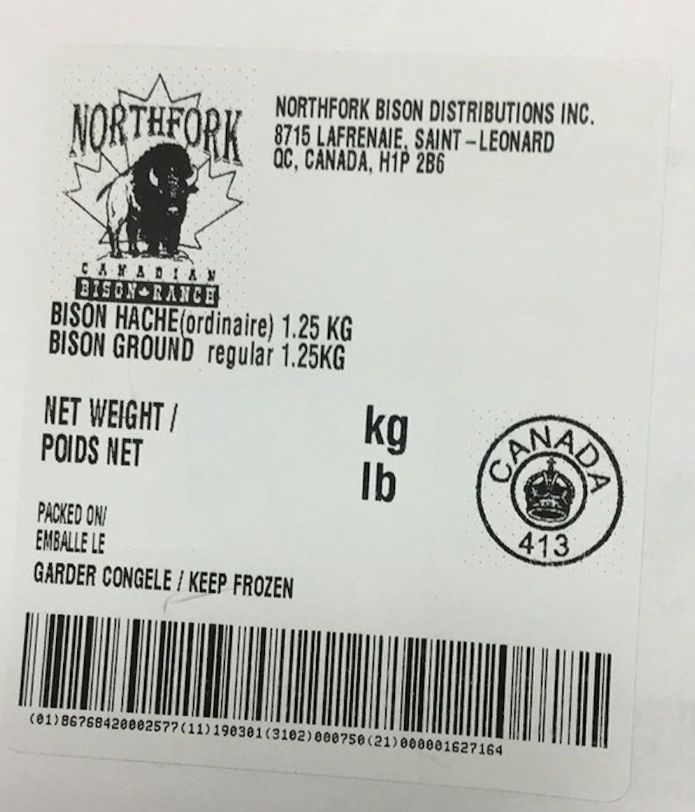 NORTHFORK
CANADIAN
BISON RANCH
NORTHFORK BISON DISTRIBUTIONS INC.
8715 LAFRENAIE, SAINT-LEONARD
QC, CANADA, H1P 2B6
BISON HACHE(ordinaire) 1.25 KG
BISON GROUND regular 1.25KG
NET WEIGHT / kg
POIDS NET lb
CANADA
413
PACKED ON/
EMBALLE LE
GARDER CONGELE / KEEP FROZEN
(01)86768420002577(11)190301(3102)000750(21)000001627164